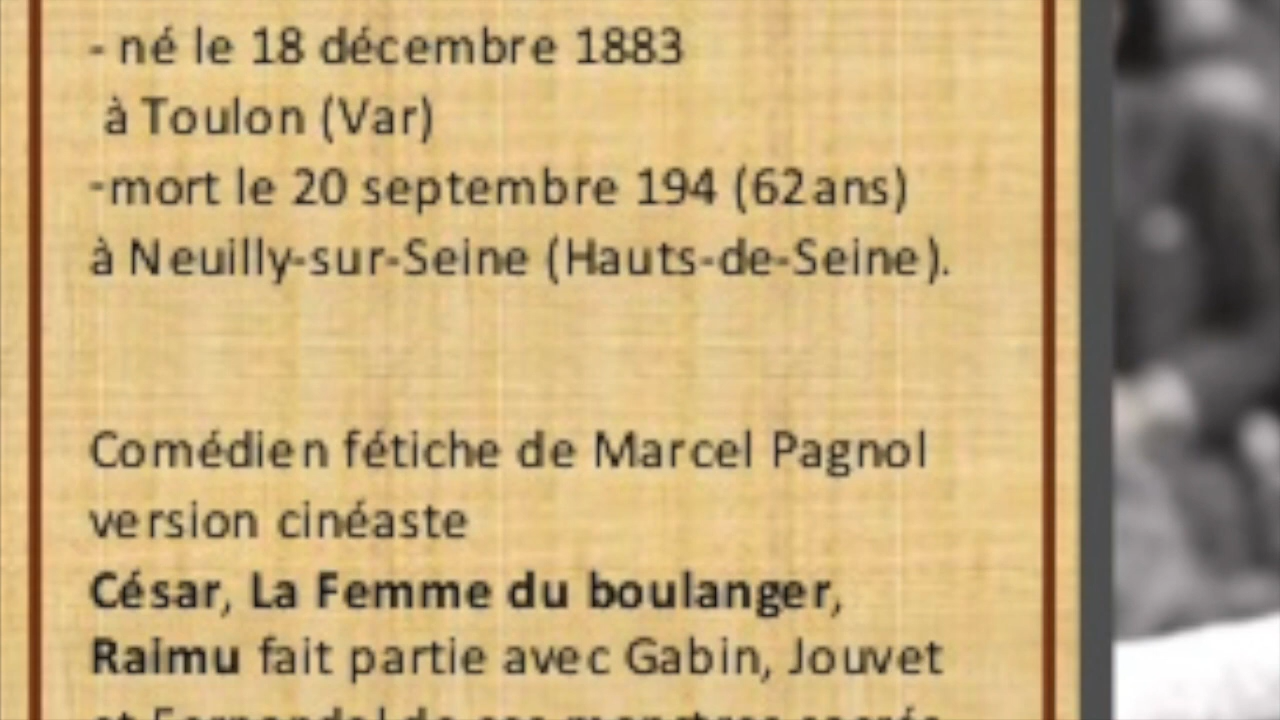 - né le 18 décembre 1883
à Toulon (Var)
-mort le 20 septembre 194 (62ans)
à Neuilly-sur-Seine (Hauts-de-Seine).
Comédien fétiche de Marcel Pagnol
version cinéaste
César, La Femme du boulanger,
Raimu fait partie avec Gabin, Jouvet